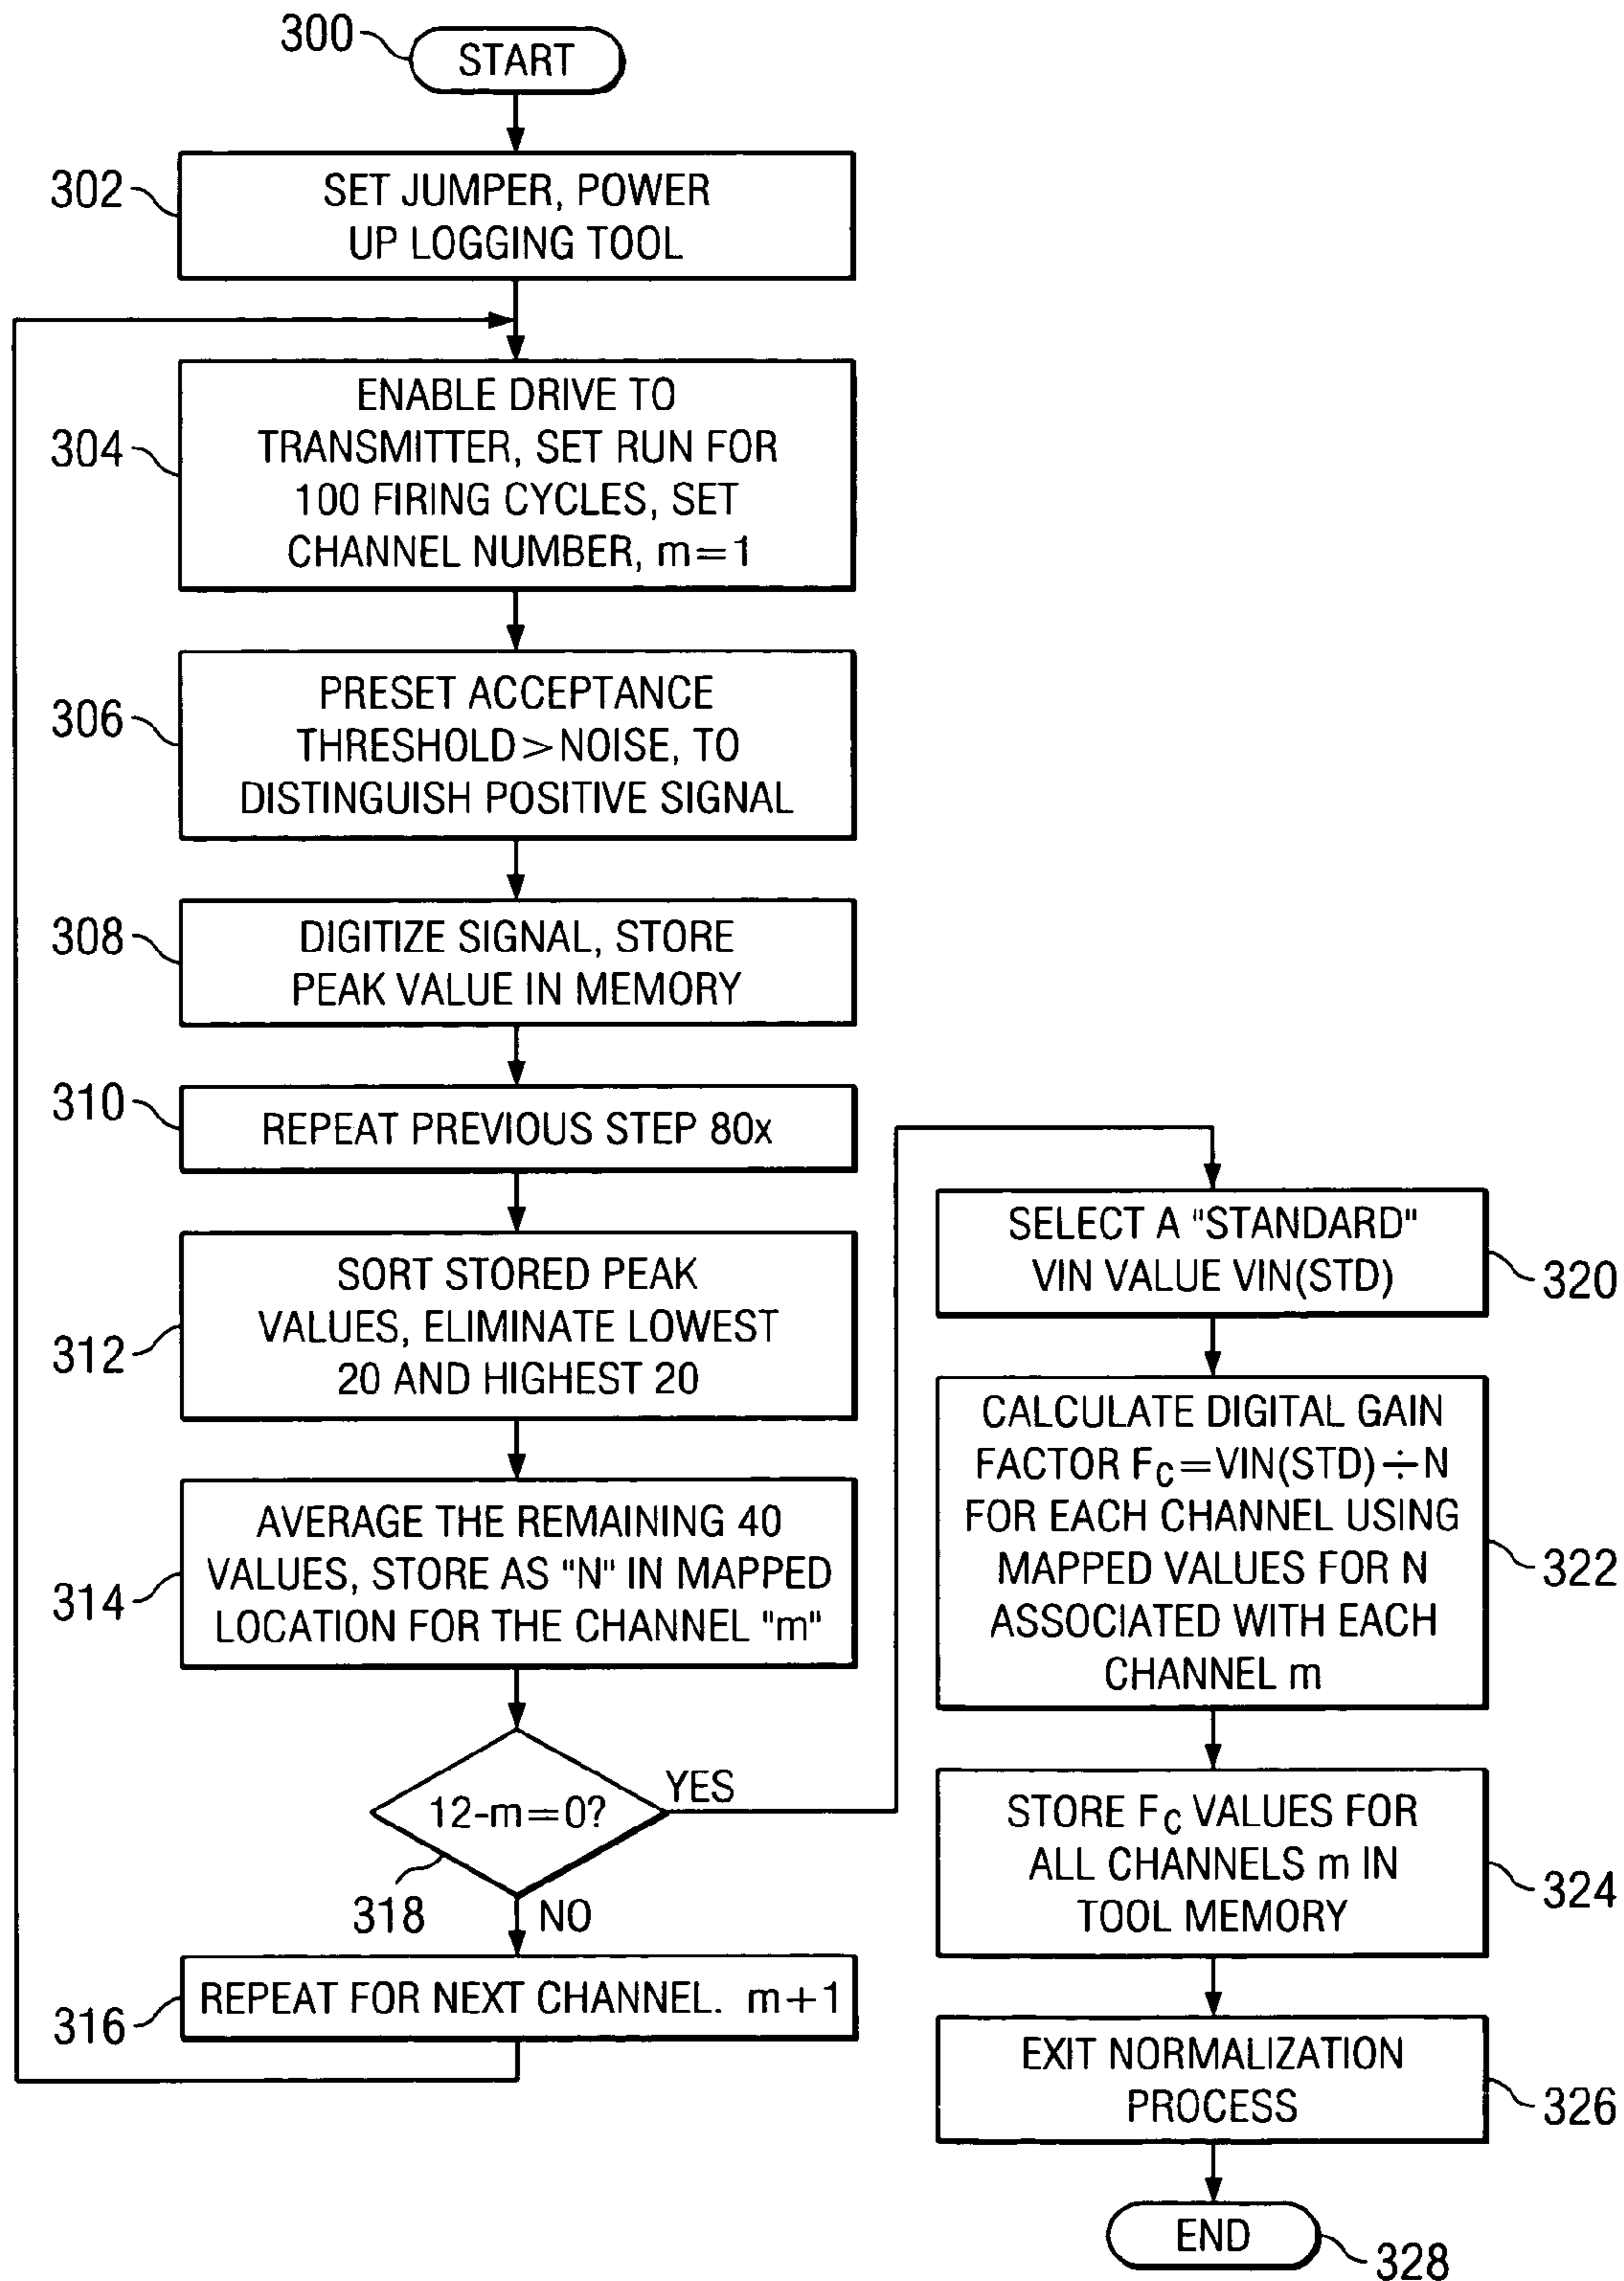 300
START
302
SET JUMPER, POWER
UP LOGGING TOOL
304
ENABLE DRIVE TO
TRANSMITTER, SET RUN FOR
100 FIRING CYCLES, SET
CHANNEL NUMBER, m=1
306
PRESET ACCEPTANCE
THRESHOLD>NOISE, TO
DISTINGUISH POSITIVE SIGNAL
308
DIGITIZE SIGNAL, STORE
PEAK VALUE IN MEMORY
310
REPEAT PREVIOUS STEP 80x
312
SORT STORED PEAK
VALUES, ELIMINATE LOWEST
20 AND HIGHEST 20
314
AVERAGE THE REMAINING 40
VALUES, STORE AS "N" IN MAPPED
LOCATION FOR THE CHANNEL "m"
12-m=0?
YES
318
NO
316
REPEAT FOR NEXT CHANNEL. m+1
SELECT A "STANDARD"
VIN VALUE VIN(STD)
320
CALCULATE DIGITAL GAIN
FACTOR FC=VIN(STD)÷N
FOR EACH CHANNEL USING
MAPPED VALUES FOR N
ASSOCIATED WITH EACH
CHANNEL m
322
STORE FC VALUES FOR
ALL CHANNELS m IN
TOOL MEMORY
324
EXIT NORMALIZATION
PROCESS
326
END
328